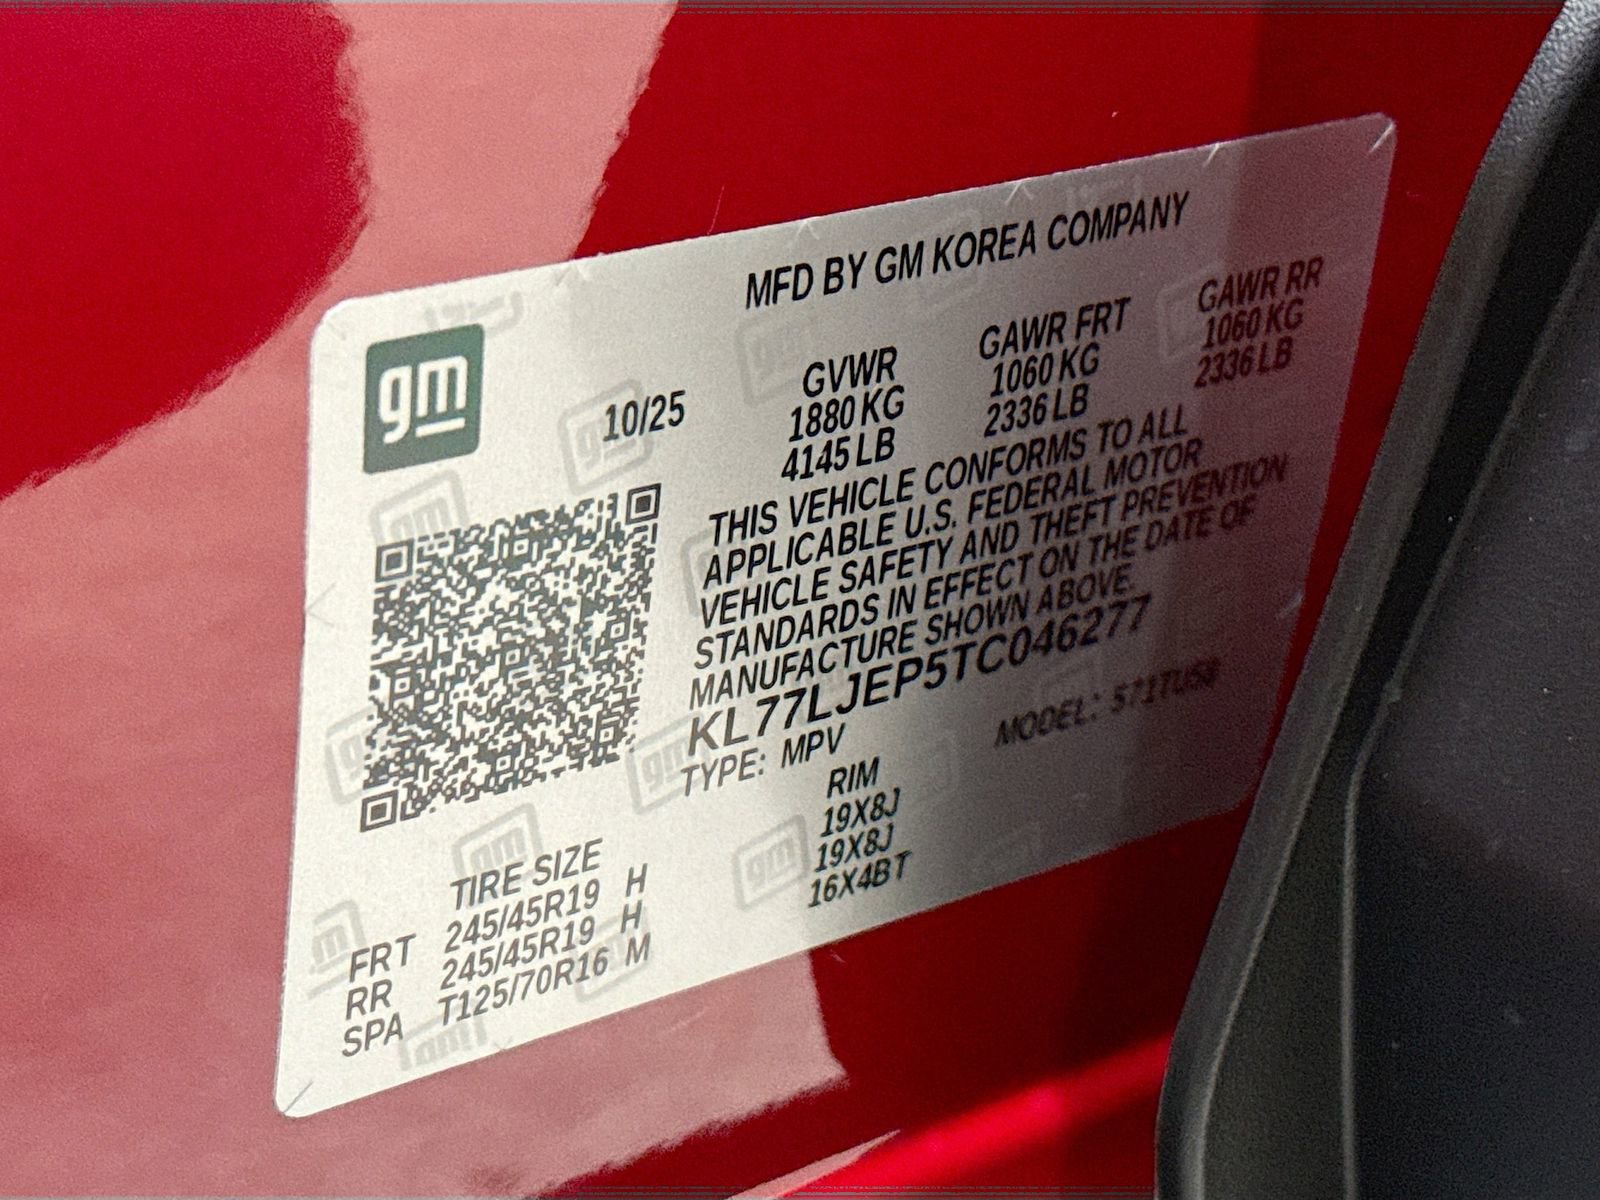 MFD BY GM KOREA COMPANY
gm
10/25
GVWR GAWR FRT GAWR RR
1880 KG 1060 KG 1060 KG
4145 LB 2336 LB 2336 LB
THIS VEHICLE CONFORMS TO ALL
APPLICABLE U.S. FEDERAL MOTOR
VEHICLE SAFETY AND THEFT PREVENTION
STANDARDS IN EFFECT ON THE DATE OF
MANUFACTURE SHOWN ABOVE.
KL77LJEP5TC046277
TYPE: MPV MODEL:
TIRE SIZE RIM
FRT 245/45R19 H 19X8J
RR 245/45R19 H 19X8J
SPA T125/70R16 M 16X4BT